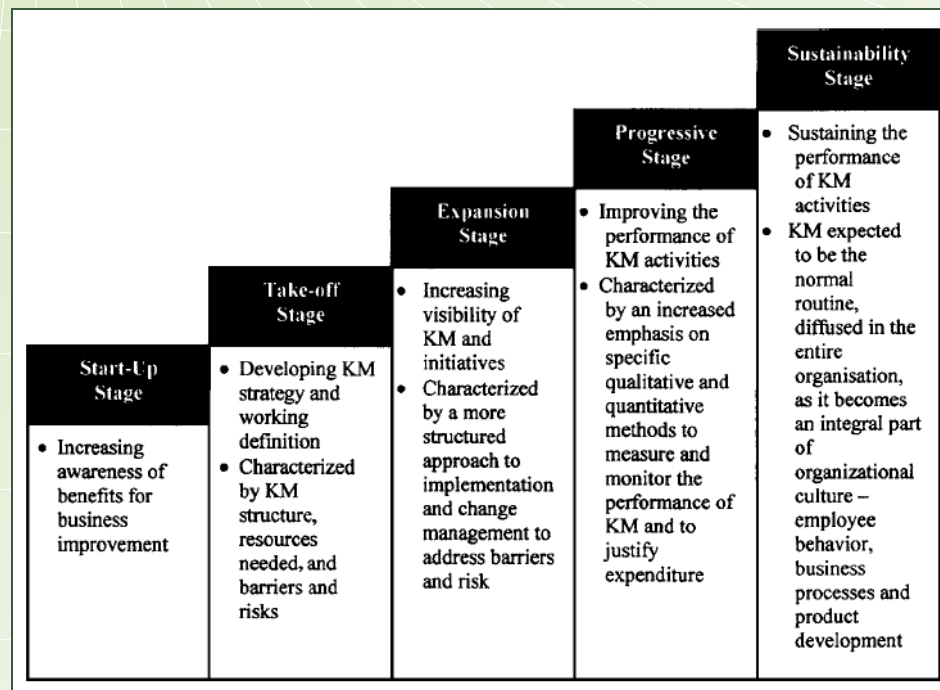 Start-Up
Stage
• Increasing
awareness of
benefits for
business
improvement
Take-off
Stage
• Developing KM
strategy and
working
definition
• Characterized
by KM
structure,
resources
needed, and
barriers and
risks
Expansion
Stage
• Increasing
visibility of
KM and
initiatives
• Characterized
by a more
structured
approach to
implementation
and change
management to
address barriers
and risk
Progressive
Stage
• Improving the
performance of
KM activities
• Characterized
by an increased
emphasis on
specific
qualitative and
quantitative
methods to
measure and
monitor the
performance of
KM and to
justify
expenditure
Sustainability
Stage
• Sustaining the
performance
of KM
activities
• KM expected
to be the
normal
routine,
diffused in the
entire
organisation,
as it becomes
an integral part
of
organizational
culture –
employee
behavior,
business
processes and
product
development